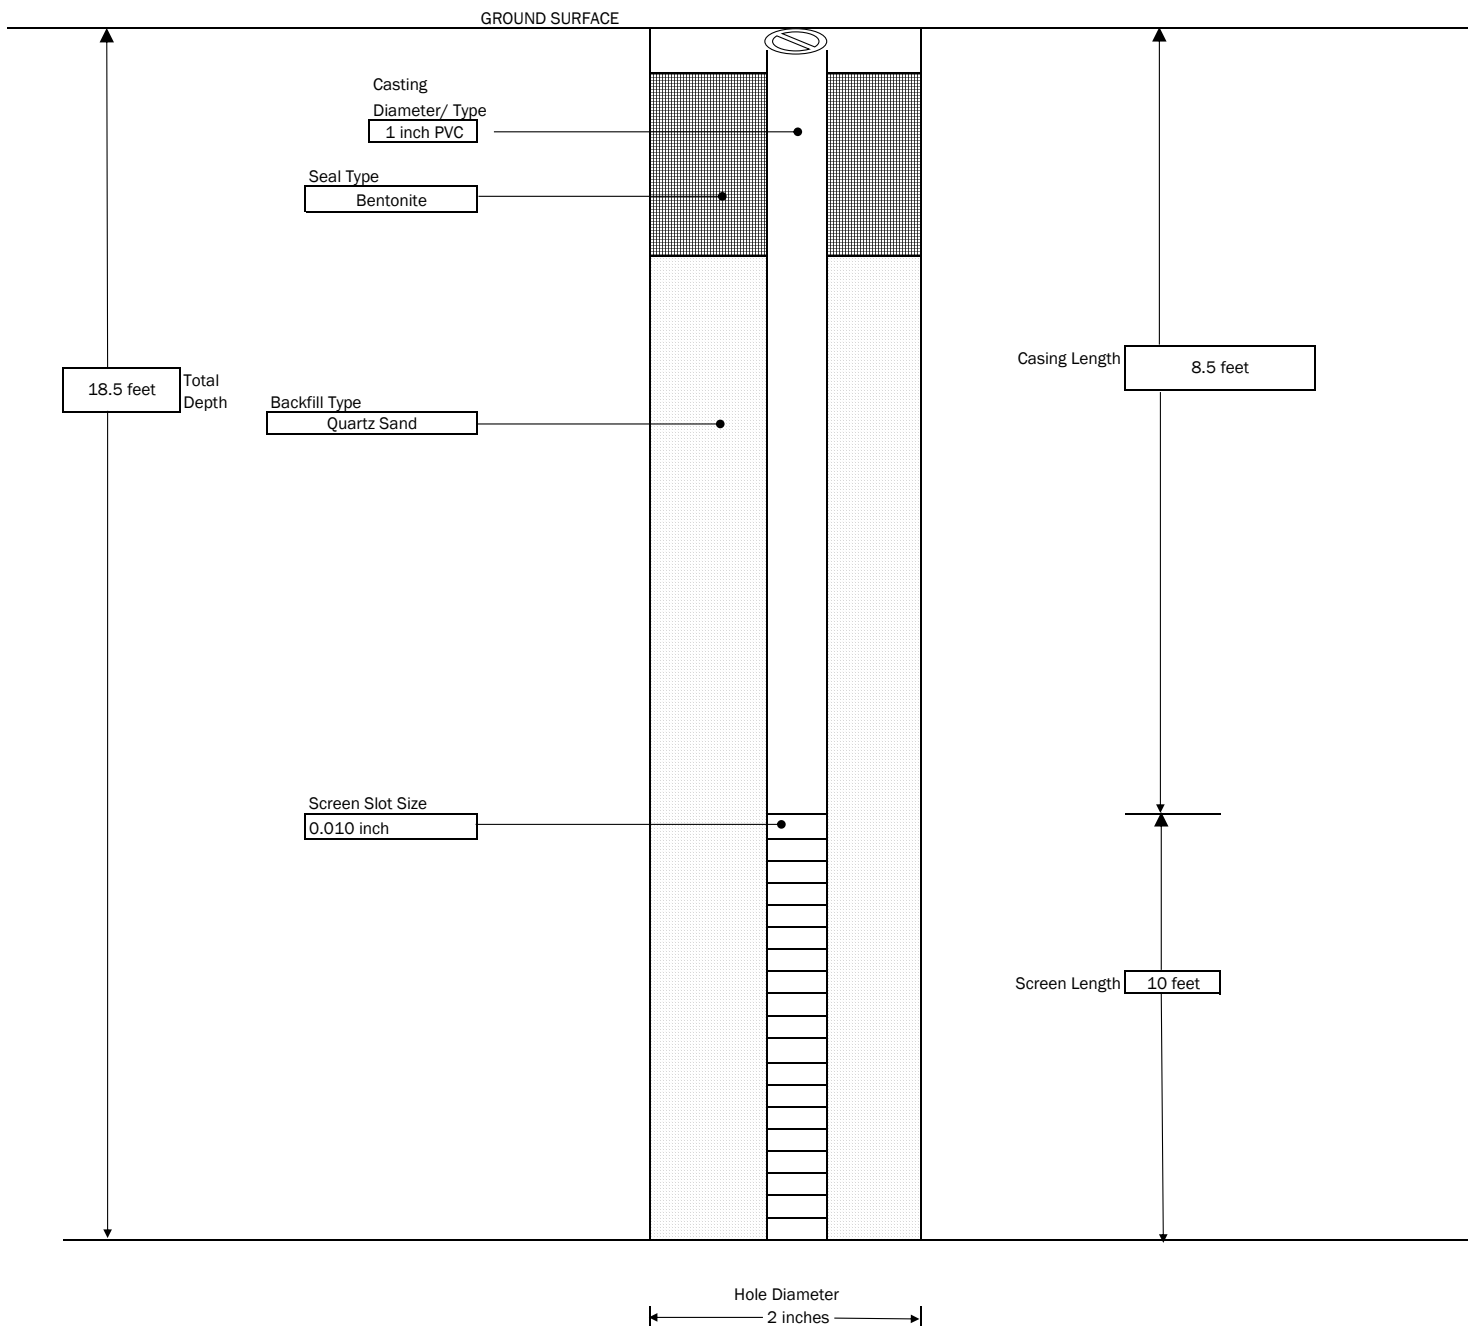 GROUND SURFACE
Casting
Diameter/ Type
1 inch PVC
Seal Type
Bentonite
Casing Length
8.5 feet
18.5 feet
Total
Depth
Backfill Type
Quartz Sand
Screen Slot Size
0.010 inch
Screen Length
10 feet
Hole Diameter
2 inches